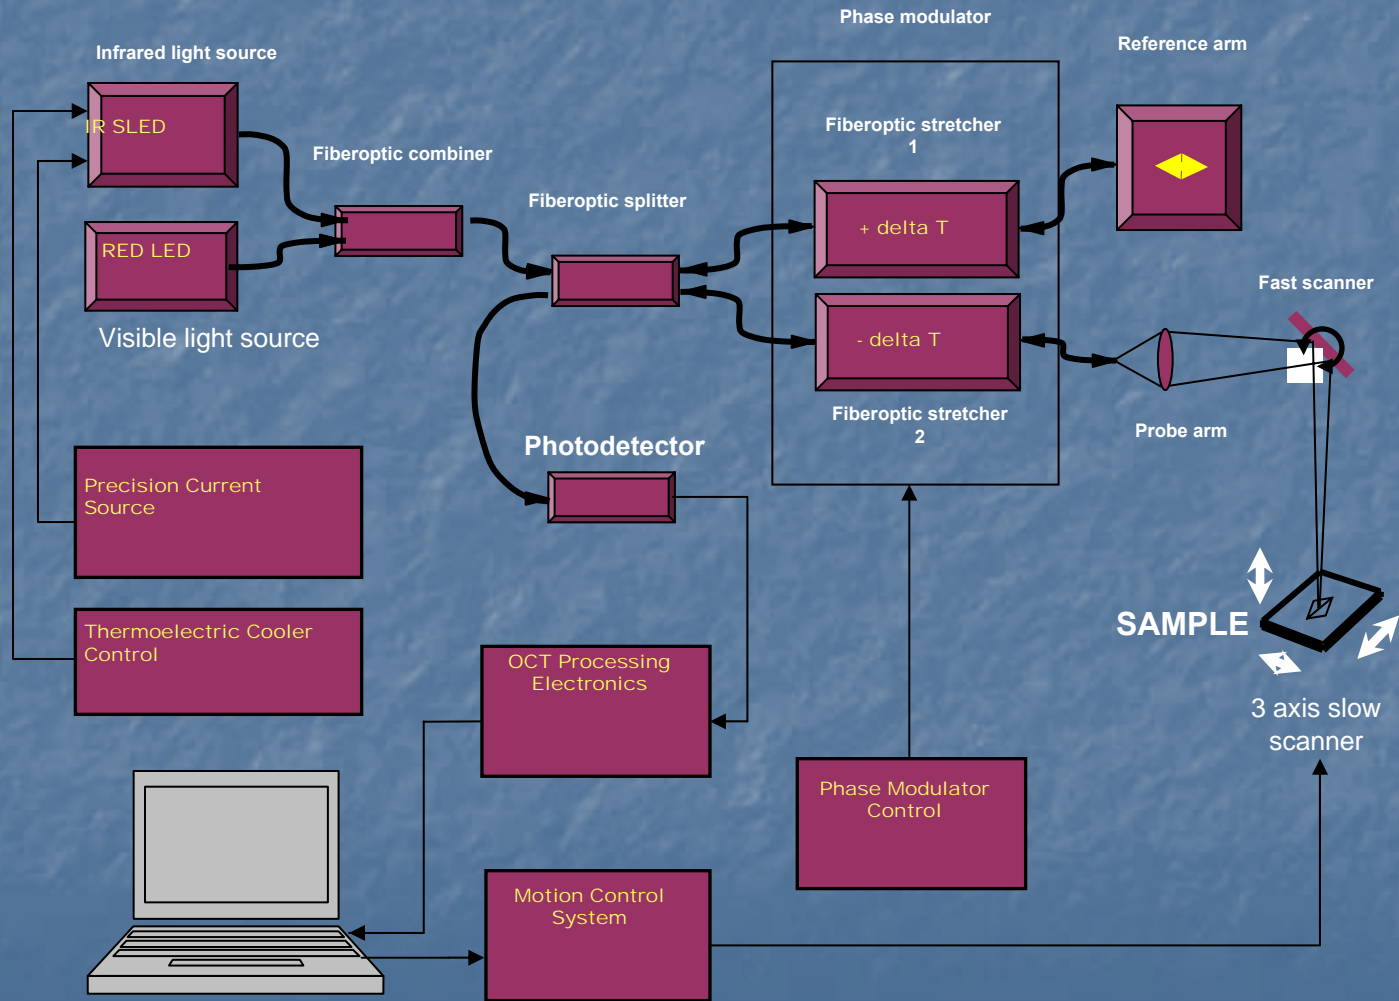 Phase modulator
Infrared light source
Reference arm
IR SLED
Fiberoptic stretcher
1
Fiberoptic combiner
Fiberoptic splitter
+ delta T
RED LED
Visible light source
Fast scanner
- delta T
Fiberoptic stretcher
2
Probe arm
Photodetector
Precision Current
Source
Thermoelectric Cooler
Control
SAMPLE
OCT Processing
Electronics
3 axis slow
scanner
Phase Modulator
Control
Motion Control
System